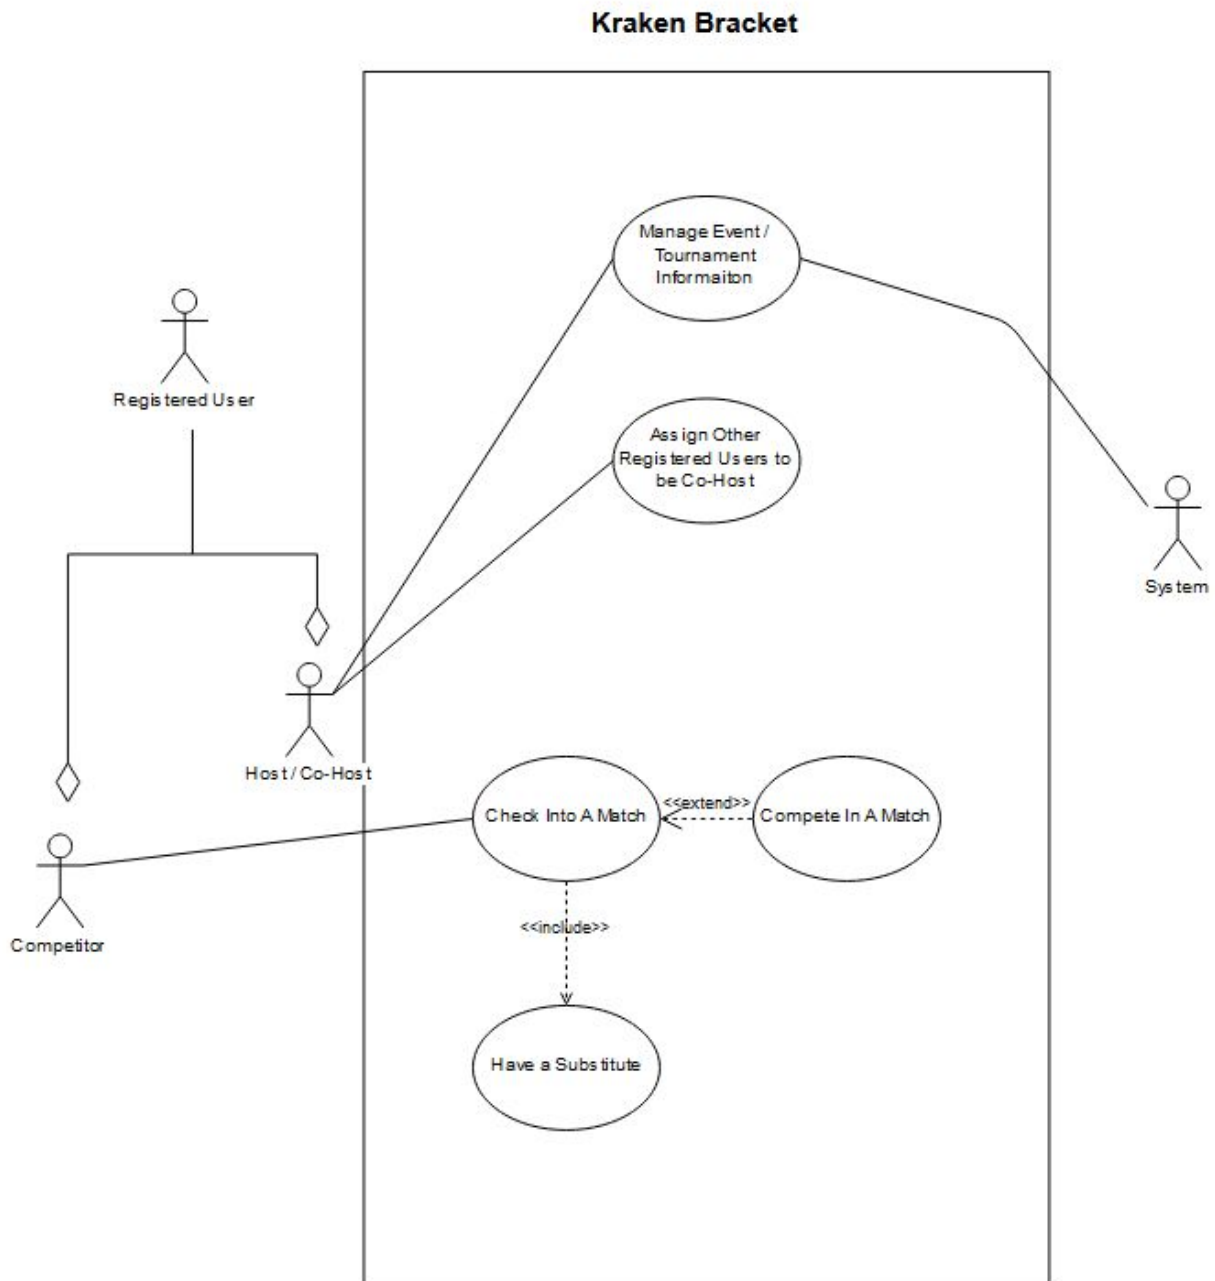 Kraken Bracket
Manage Event /
Tournament
Informaiton
Registered User
Assign Other
Registered Users to
be Co-Host
System
Host / Co-Host
Check Into A Match
<<extend>>
Compete In A Match
<<include>>
Competitor
Have a Substitute